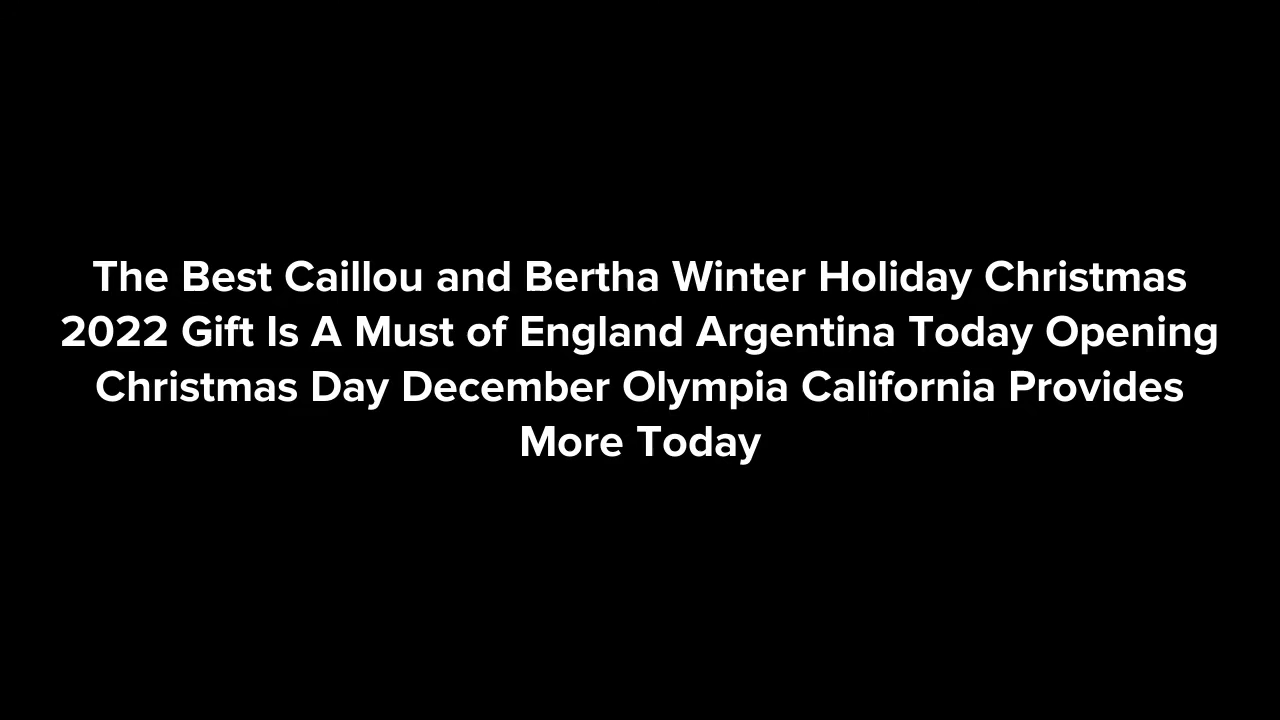 The Best Caillou and Bertha Winter Holiday Christmas
2022 Gift Is A Must of England Argentina Today Opening
Christmas Day December Olympia California Provides
More Today